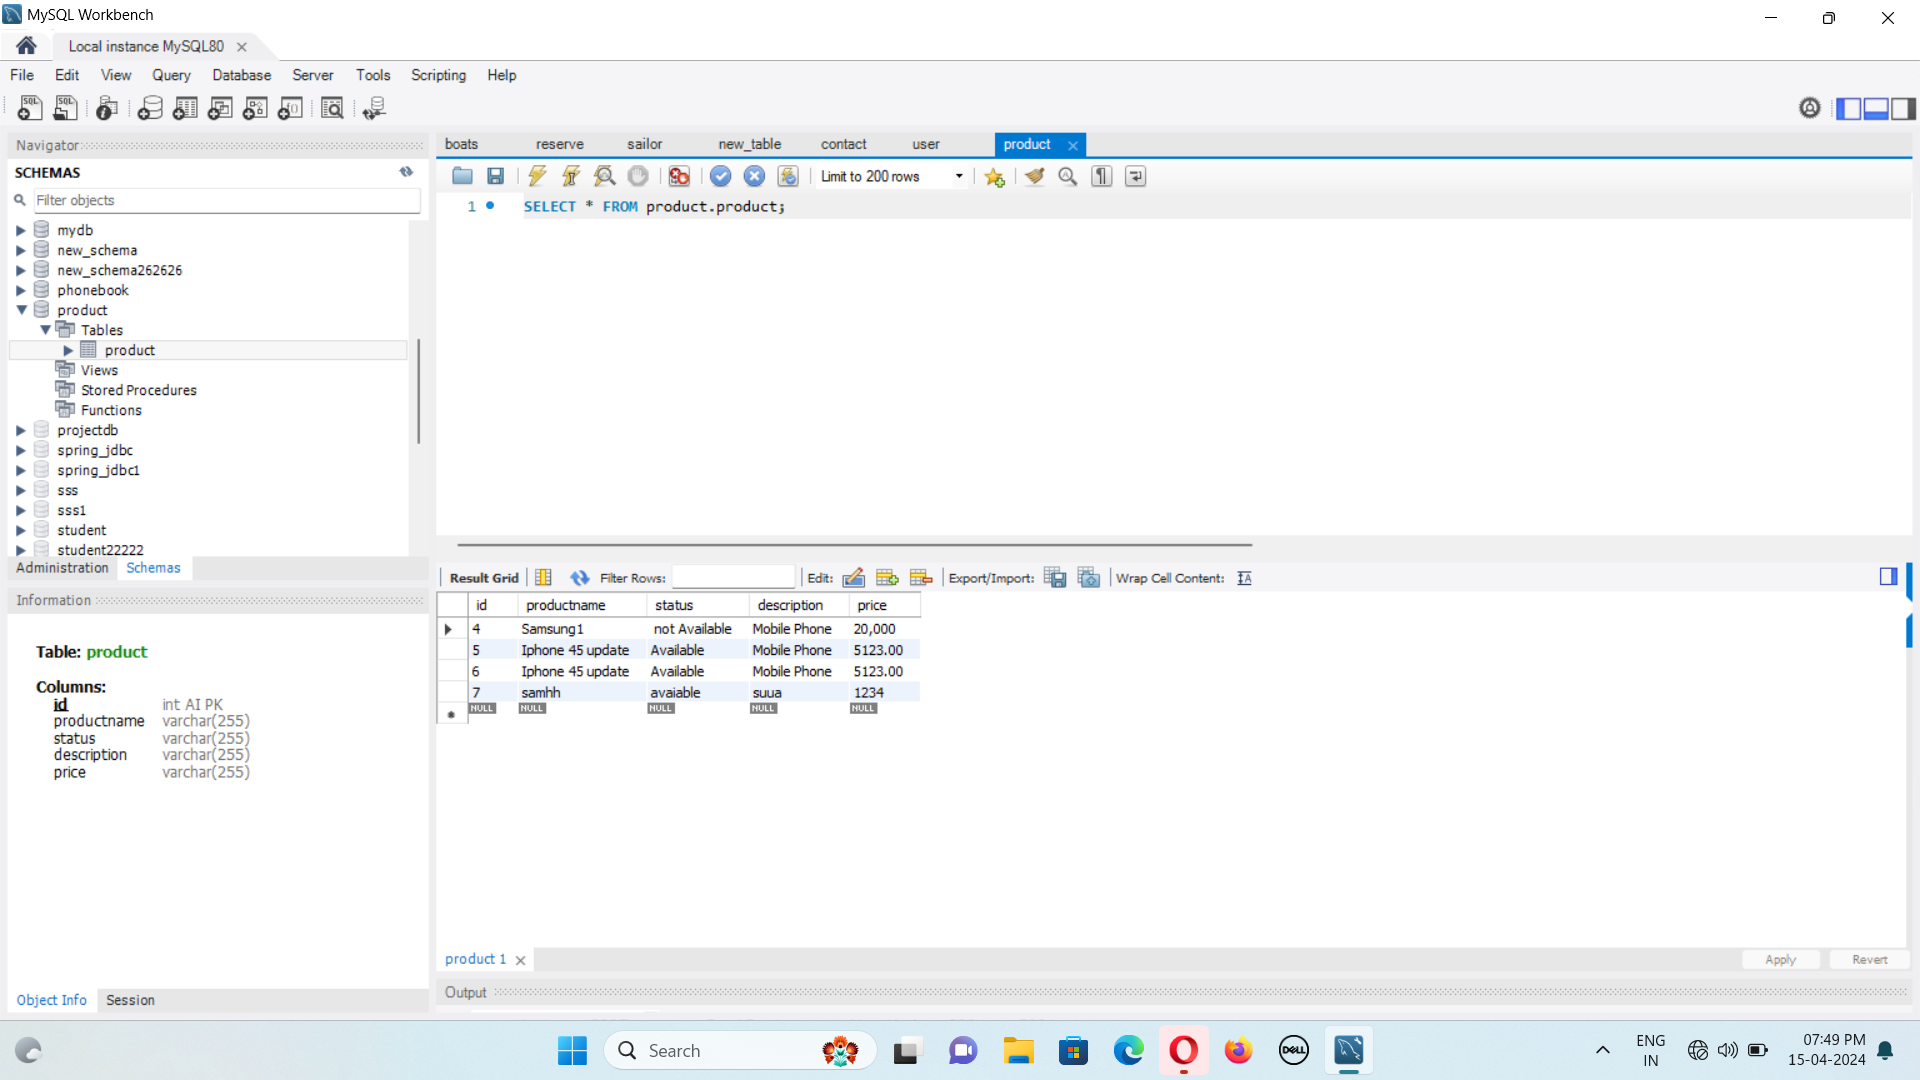 MySQL Workbench
Local instance MySQL80
File Edit View Query Database Server Tools Scripting Help
Navigator
SCHEMAS
Filter objects
mydb
new_schema
new_schema262626
phonebook
product
Tables
product
Views
Stored Procedures
Functions
projectdb
spring_jdbc
spring_jdbc1
sss
sss1
student
student22222
Administration Schemas
Information
Table: product
Columns:
id int AI PK
productname varchar(255)
status varchar(255)
description varchar(255)
price varchar(255)
Object Info Session
boats reserve sailor new_table contact user product
Limit to 200 rows
1 SELECT * FROM product.product;
Result Grid Filter Rows: Edit: Export/Import: Wrap Cell Content: IA
id productname status description price
4 Samsung1 not Available Mobile Phone 20,000
5 Iphone 45 update Available Mobile Phone 5123.00
6 Iphone 45 update Available Mobile Phone 5123.00
7 samhh avaiable suua 1234
NULL NULL NULL NULL NULL
product 1 Apply Revert
Output
Search
DELL
ENG
IN
07:49 PM
15-04-2024